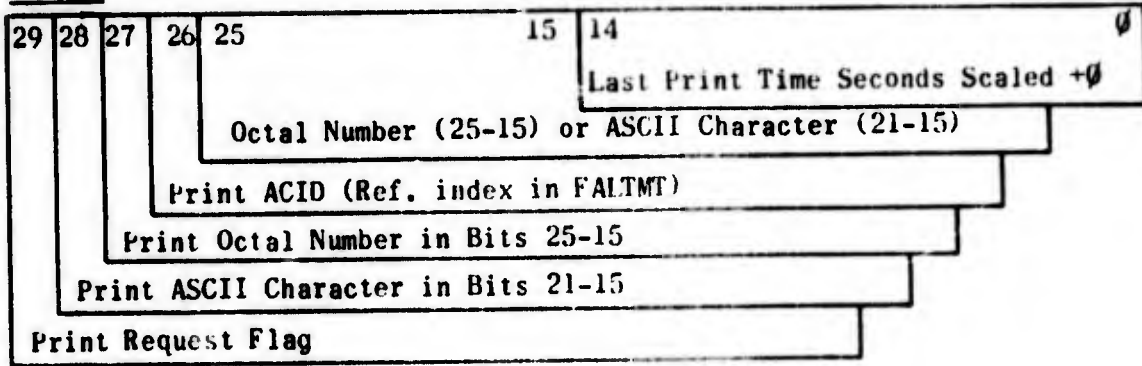 29 28 27 26 25 15 14 Ø
Last Print Time Seconds Scaled +Ø
Octal Number (25-15) or ASCII Character (21-15)
Print ACID (Ref. index in FALTMT)
Print Octal Number in Bits 25-15
Print ASCII Character in Bits 21-15
Print Request Flag